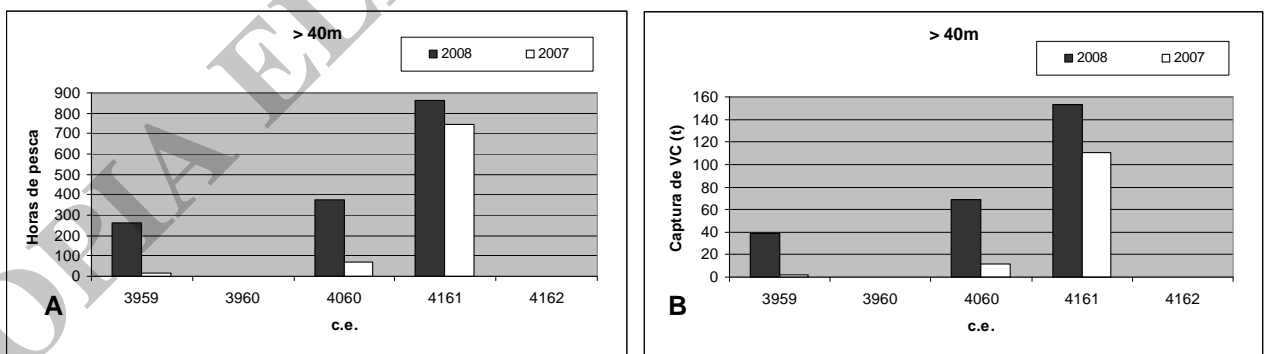 > 40m
2008 2007
Horas de pesca
900
800
700
600
500
400
300
200
100
0
3959 3960 4060 4161 4162
c.e.
A
> 40m
2008 2007
Captura de VC (t)
160
140
120
100
80
60
40
20
0
3959 3960 4060 4161 4162
c.e.
B
OPIA EL